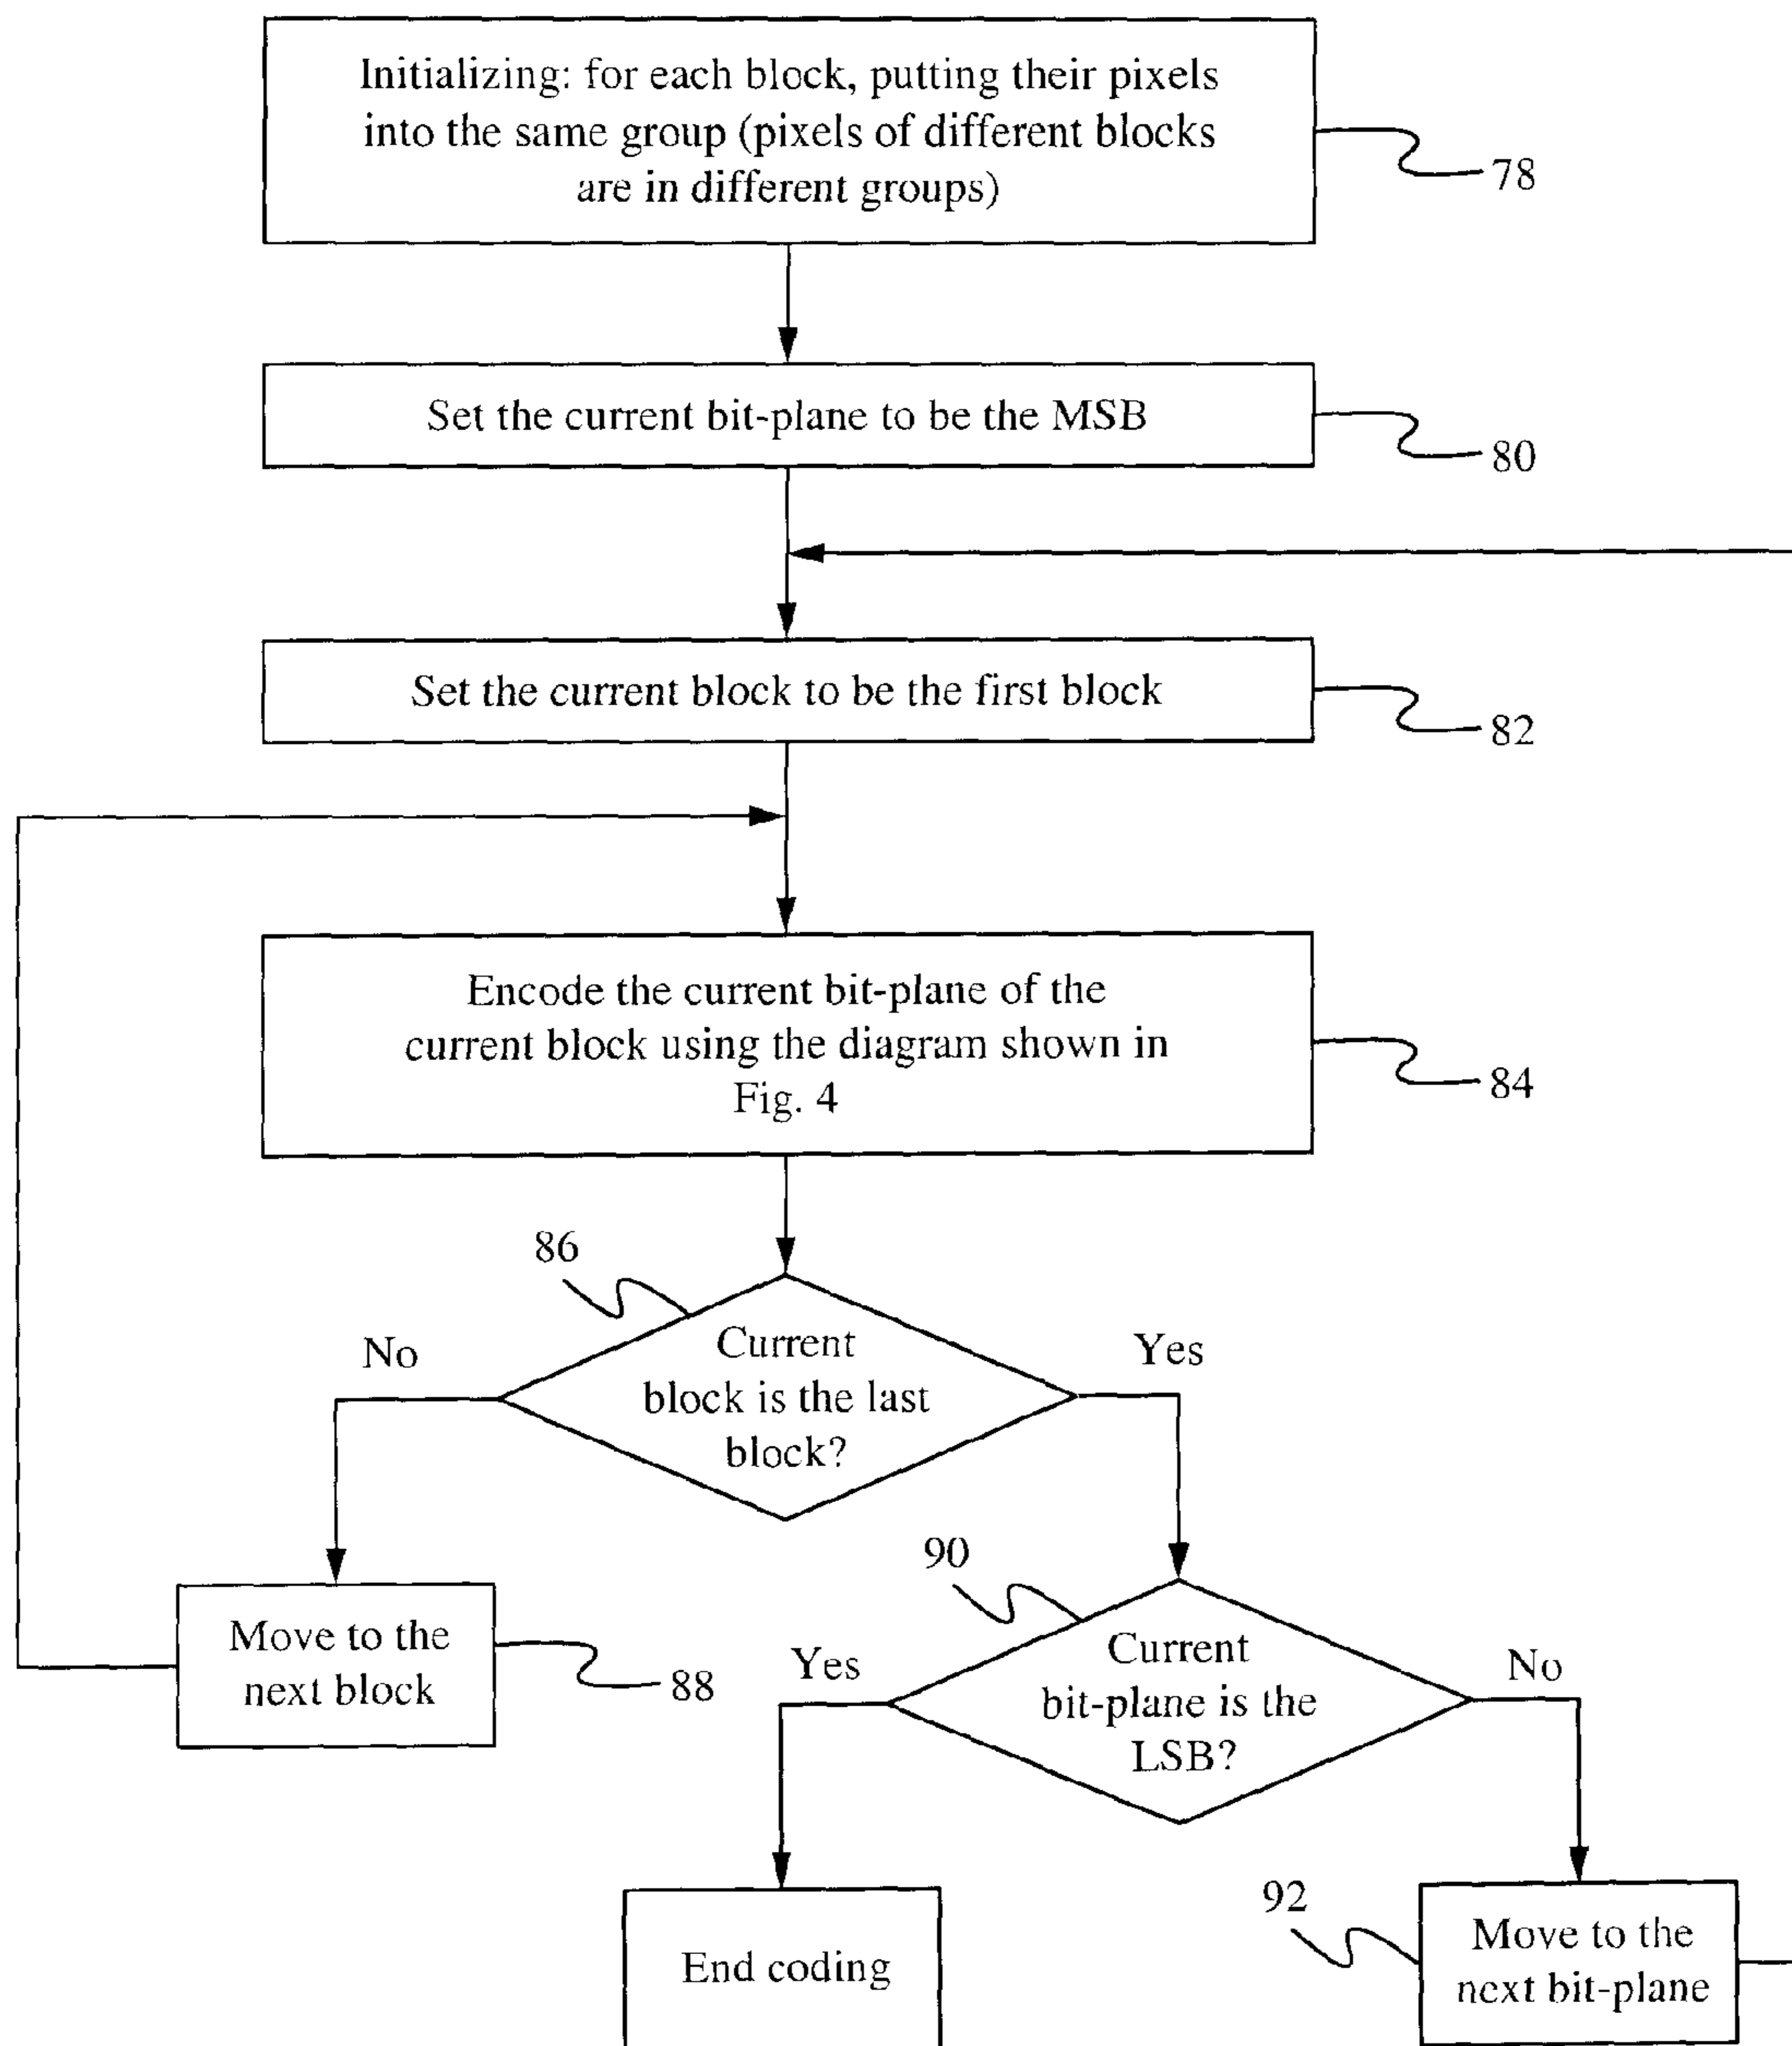 Initializing: for each block, putting their pixels
into the same group (pixels of different blocks
are in different groups)
78
Set the current bit-plane to be the MSB
80
Set the current block to be the first block
82
Encode the current bit-plane of the
current block using the diagram shown in
Fig. 4
84
86
No
Current
block is the last
block?
Yes
90
Move to the
next block
88
Yes
Current
bit-plane is the
LSB?
No
92
End coding
Move to the
next bit-plane